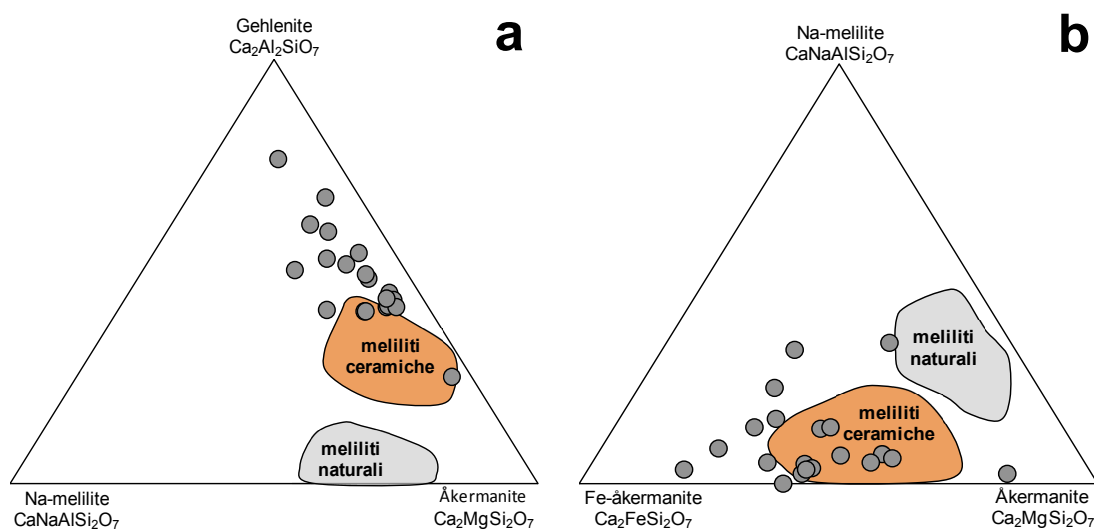 a
Gehlenite
Ca₂Al₂SiO₇
meliliti
ceramiche
meliliti
naturali
Na-melilite
CaNaAlSi₂O₇
Åkermanite
Ca₂MgSi₂O₇
b
Na-melilite
CaNaAlSi₂O₇
meliliti
naturali
meliliti
ceramiche
Fe-åkermanite
Ca₂FeSi₂O₇
Åkermanite
Ca₂MgSi₂O₇